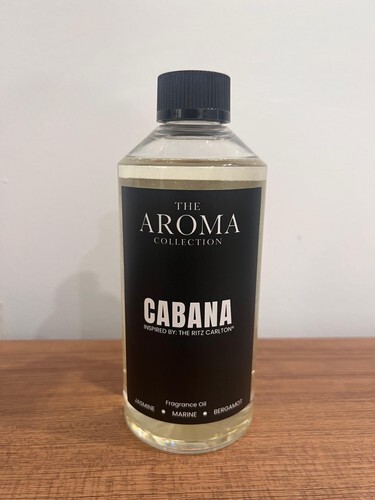 THE
AROMA
COLLECTION
CABANA
INSPIRED BY: THE RITZ CARLTON®
Fragrance Oil
JASMINE • MARINE • BERGAMOT